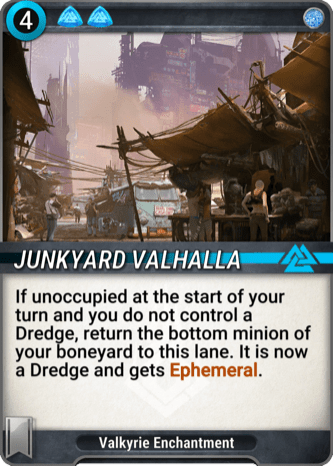 4
JUNKYARD VALHALLA
If unoccupied at the start of your
turn and you do not control a
Dredge, return the bottom minion of
your boneyard to this lane. It is now
a Dredge and gets Ephemeral.
Valkyrie Enchantment